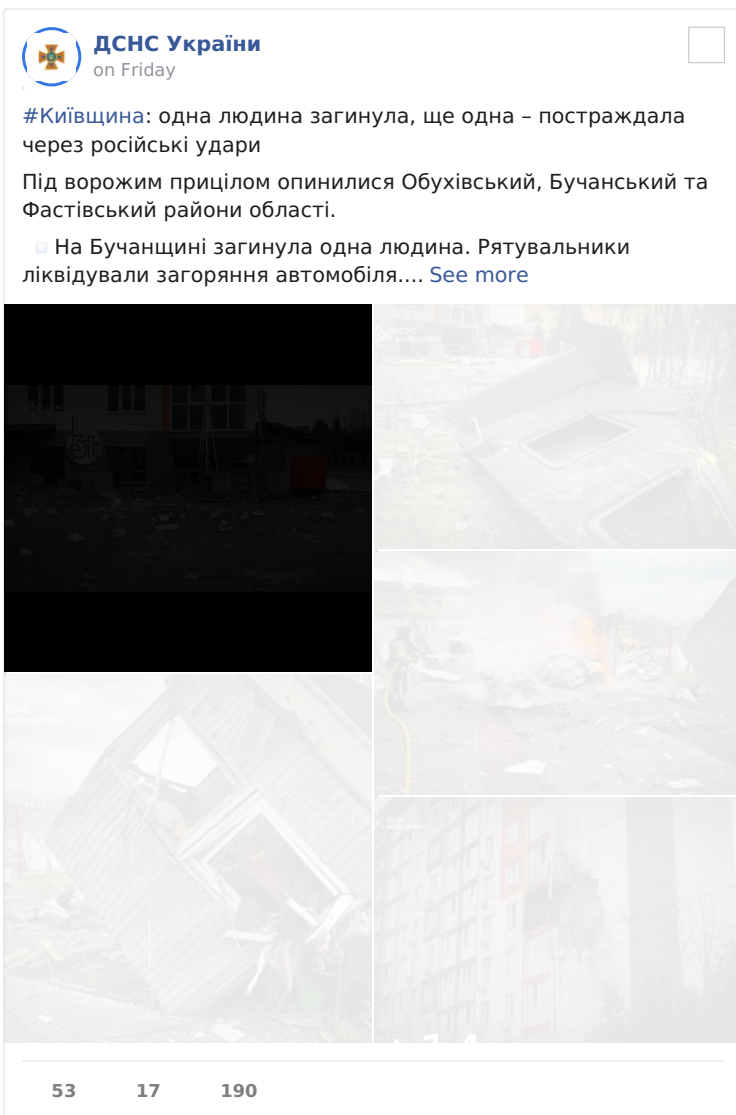 ДСНС України
on Friday
#Київщина: одна людина загинула, ще одна – постраждала
через російські удари
Під ворожим прицілом опинилися Обухівський, Бучанський та
Фастівський райони області.
На Бучанщині загинула одна людина. Рятувальники
ліквідували загоряння автомобіля.... See more
53 17 190